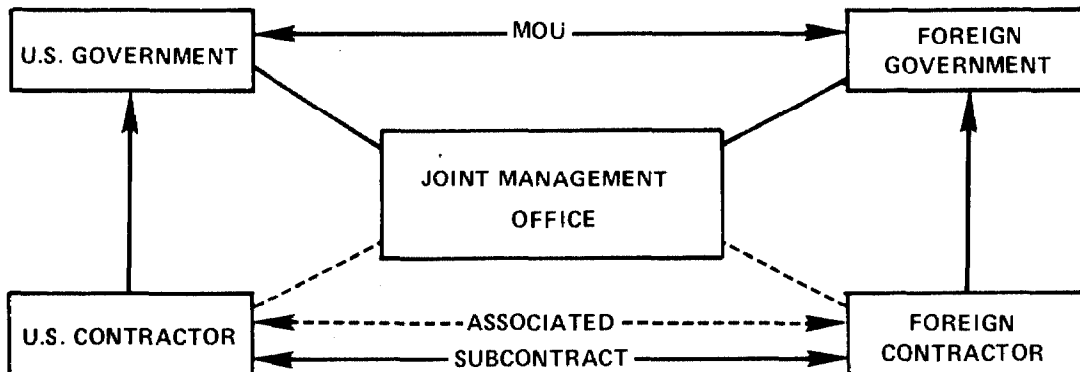 MOU
U.S. GOVERNMENT
FOREIGN
GOVERNMENT
JOINT MANAGEMENT
OFFICE
U.S. CONTRACTOR
ASSOCIATED
SUBCONTRACT
FOREIGN
CONTRACTOR